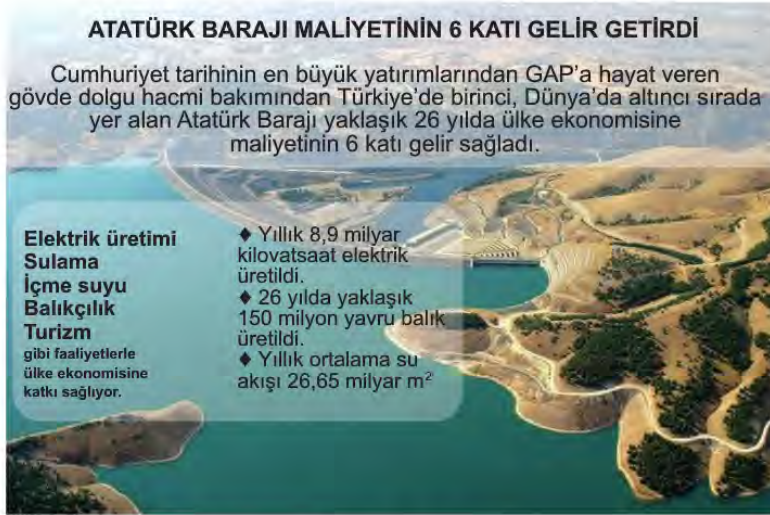 ATATÜRK BARAJI MALİYETİNİN 6 KATI GELİR GETİRDİ
Cumhuriyet tarihinin en büyük yatırımlarından GAP'a hayat veren
gövde dolgu hacmi bakımından Türkiye'de birinci, Dünya'da altıncı sırada
yer alan Atatürk Barajı yaklaşık 26 yılda ülke ekonomisine
maliyetinin 6 katı gelir sağladı.
Elektrik üretimi
Sulama
İçme suyu
Balıkçılık
Turizm
gibi faaliyetlerle
ülke ekonomisine
katkı sağlıyor.
♦ Yıllık 8,9 milyar
kilovatsaat elektrik
üretildi.
♦ 26 yılda yaklaşık
150 milyon yavru balık
üretildi.
♦ Yıllık ortalama su
akışı 26,65 milyar m²